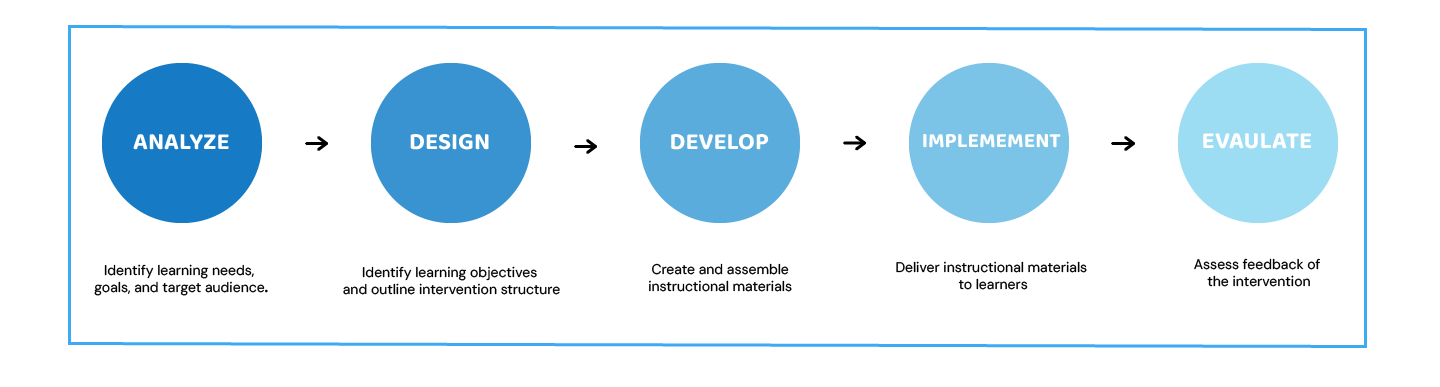 ANALYZE
DESIGN
DEVELOP
IMPLEMEMENT
EVAULATE
Identify learning needs,
goals, and target audience.
Identify learning objectives
and outline intervention structure
Create and assemble
instructional materials
Deliver instructional materials
to learners
Assess feedback of
the intervention